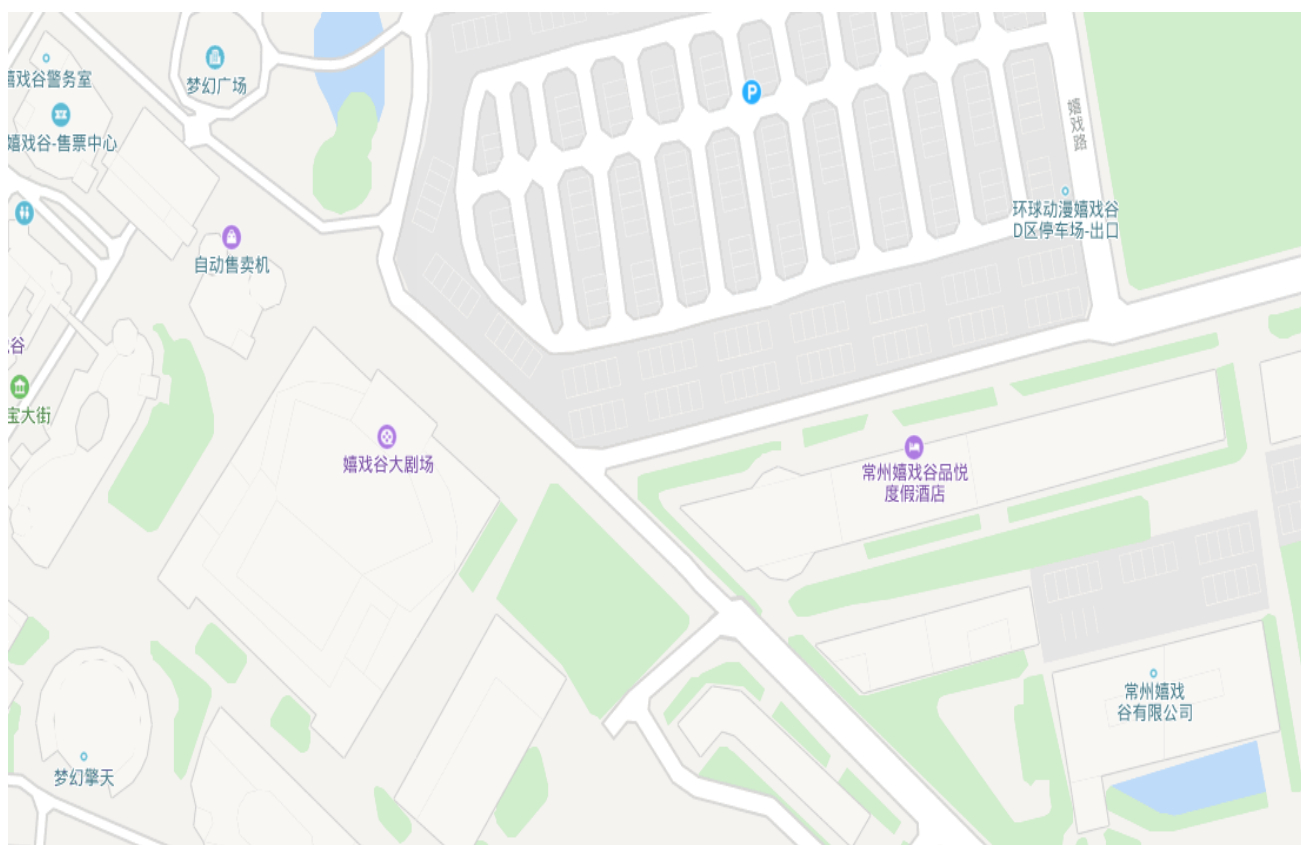 梦幻广场
嘻戏谷警务室
嬉戏谷-售票中心
P
嬉戏路
环球动漫嬉戏谷
D区停车场-出口
自动售卖机
谷
宝大街
嬉戏谷大剧场
常州嬉戏谷品悦
度假酒店
常州嬉戏
谷有限公司
梦幻擎天